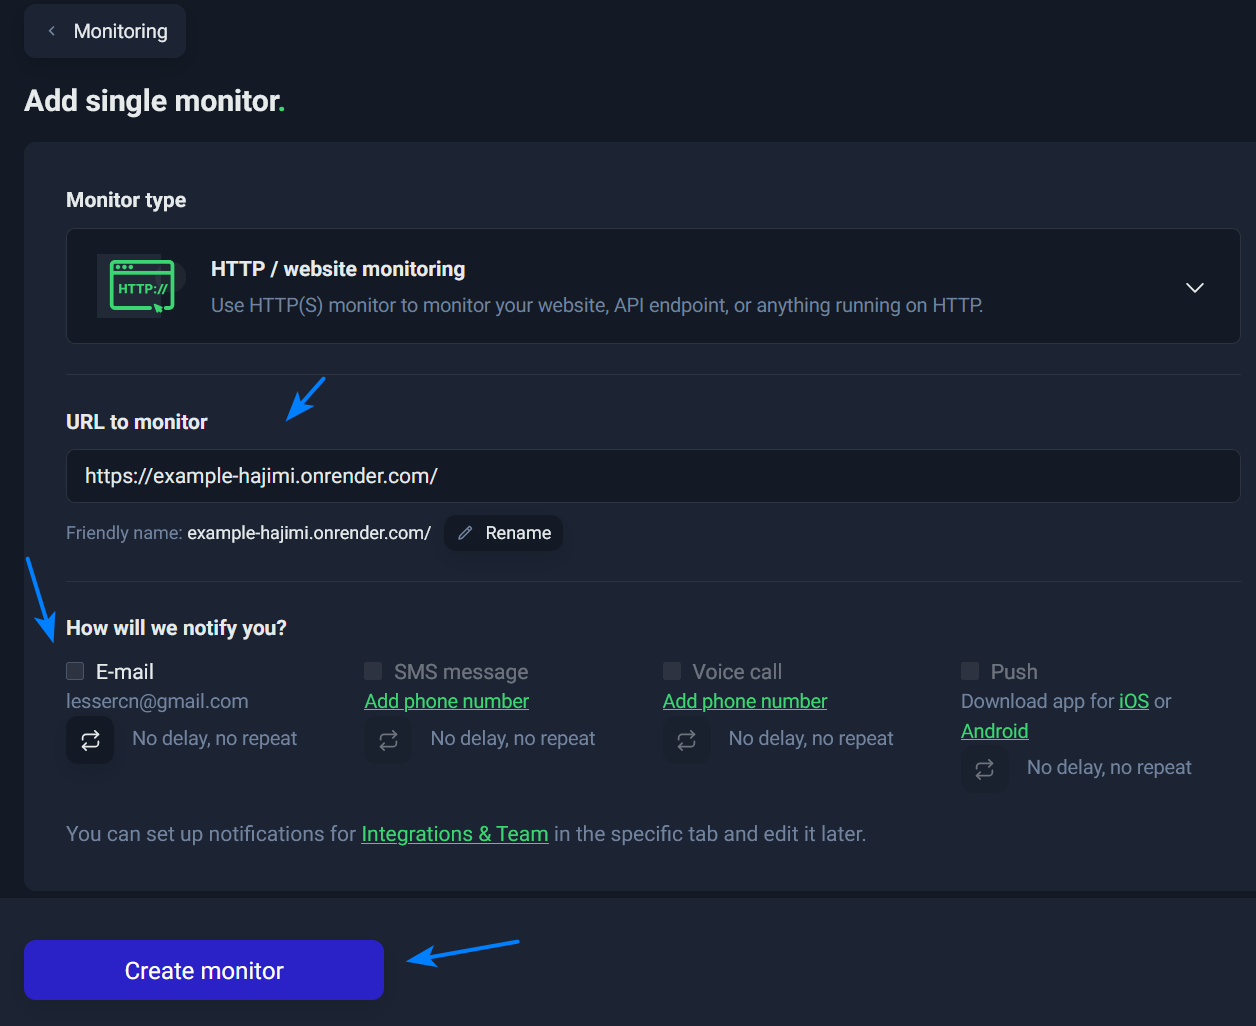 Monitoring
Add single monitor.
Monitor type
HTTP://
HTTP / website monitoring
Use HTTP(S) monitor to monitor your website, API endpoint, or anything running on HTTP.
URL to monitor
https://example-hajimi.onrender.com/
Friendly name: example-hajimi.onrender.com/ Rename
How will we notify you?
E-mail SMS message Voice call Push
lessercn@gmail.com Add phone number Add phone number Download app for iOS or
Android
No delay, no repeat No delay, no repeat No delay, no repeat
No delay, no repeat
You can set up notifications for Integrations & Team in the specific tab and edit it later.
Create monitor